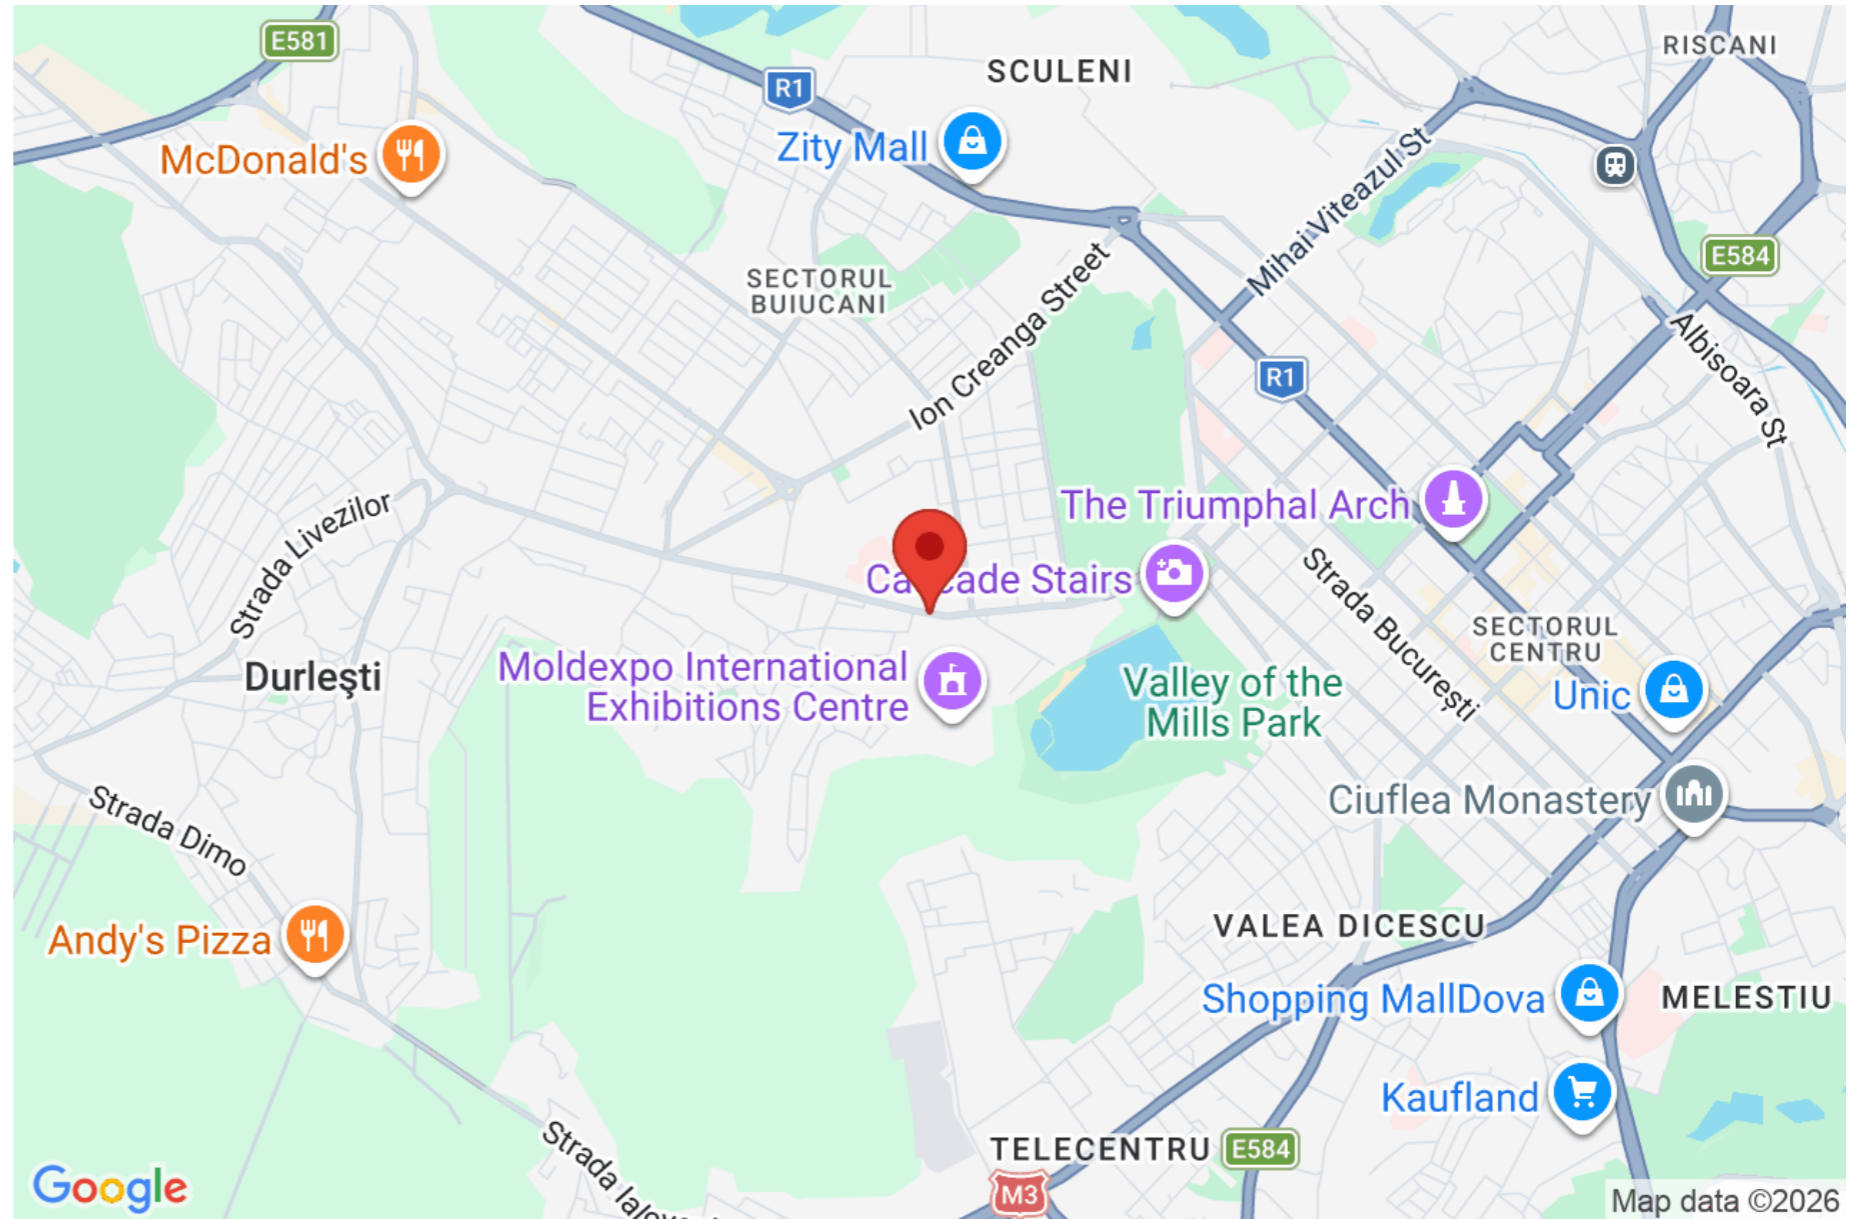 E581
R1
SCULENI
RISCANI
McDonald's
Zity Mall
Mihai Viteazul St
E584
SECTORUL
BUIUCANI
Ion Creanga Street
Albisoara St
R1
Strada Livezilor
The Triumphal Arch
Strada București
Durleşti
Moldexpo International
Exhibitions Centre
Valley of the
Mills Park
SECTORUL
CENTRU
Unic
Strada Dimo
Ciuflea Monastery
Andy's Pizza
VALEA DICESCU
Shopping MallDova
MELESTIU
Kaufland
TELECENTRU
E584
M3
Google
Map data ©2026